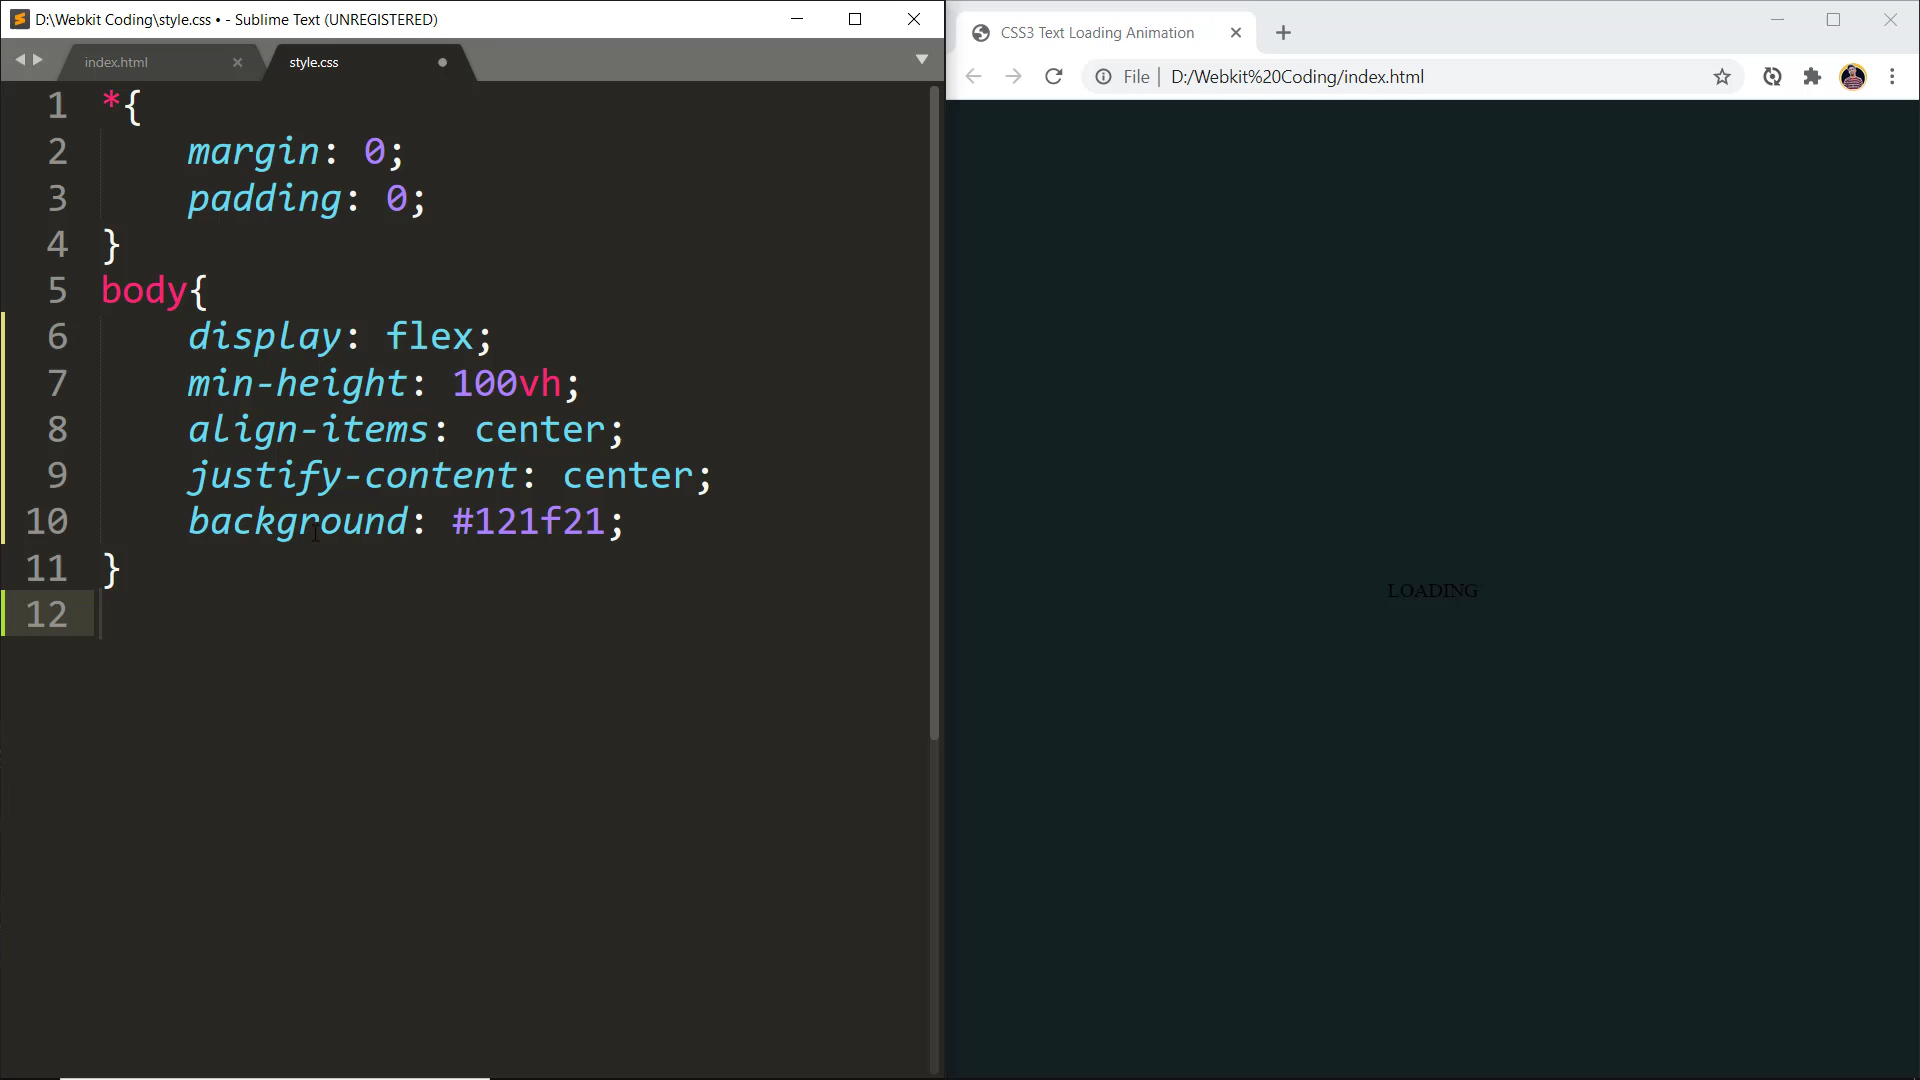 D:\Webkit Coding\style.css • - Sublime Text (UNREGISTERED)
index.html
style.css
1 *{
2 margin: 0;
3 padding: 0;
4 }
5 body{
6 display: flex;
7 min-height: 100vh;
8 align-items: center;
9 justify-content: center;
10 background: #121f21;
11 }
12
CSS3 Text Loading Animation
File | D:/Webkit%20Coding/index.html
LOADING